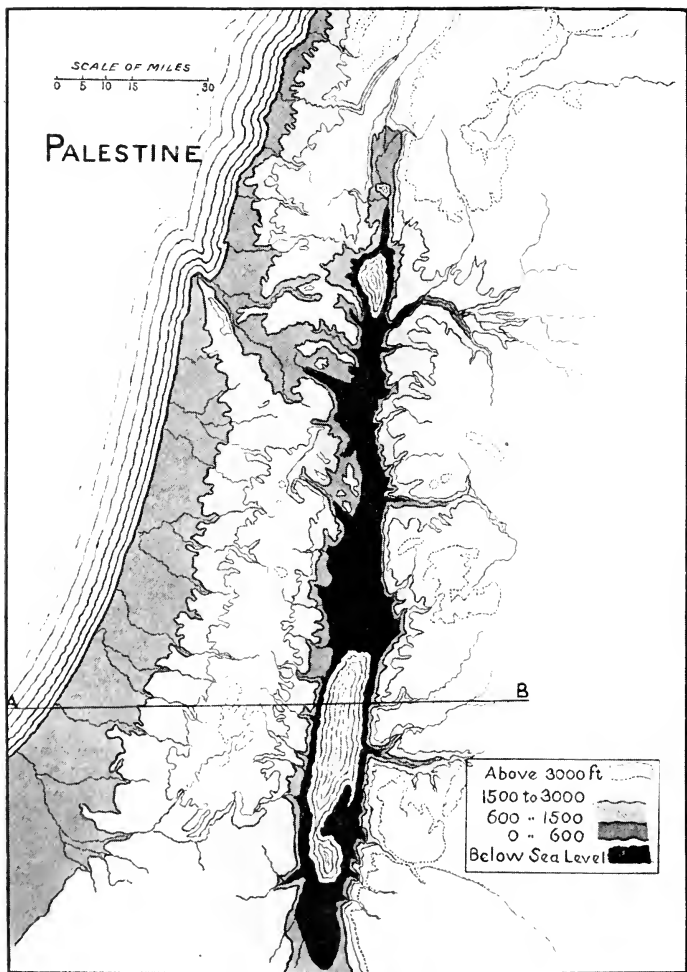 SCALE OF MILES
0 5 10 15 30
PALESTINE
A B
Above 3000 ft
1500 to 3000
600 " 1500
0 " 600
Below Sea Level